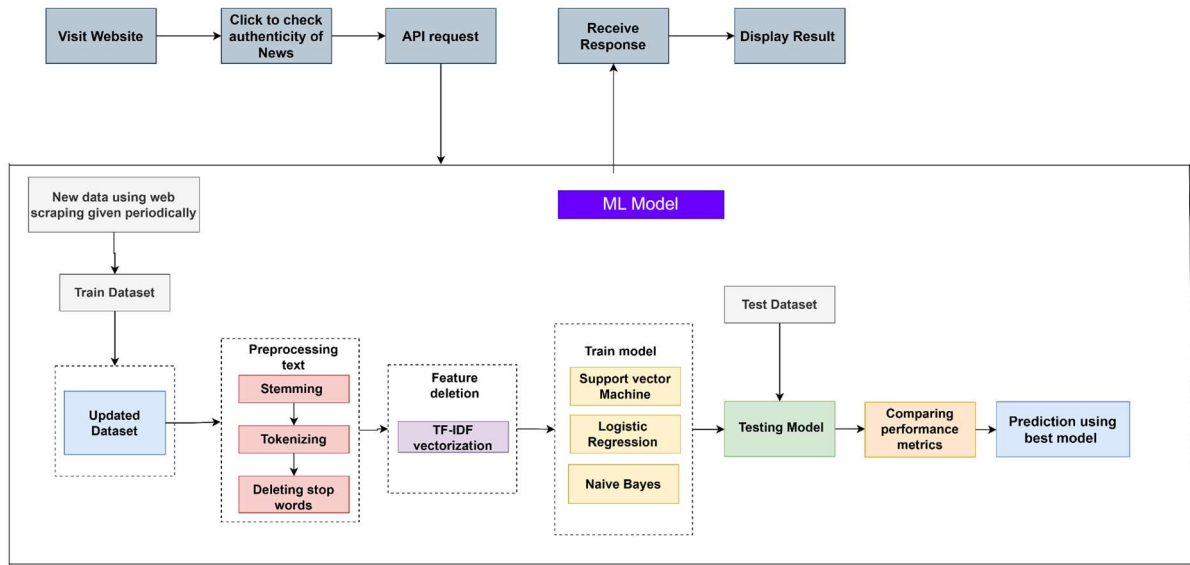 Visit Website
Click to check
authenticity of
News
API request
Receive
Response
Display Result
New data using web
scraping given periodically
ML Model
Train Dataset
Test Dataset
Updated
Dataset
Preprocessing
text
Stemming
Tokenizing
Deleting stop
words
Feature
deletion
TF-IDF
vectorization
Train model
Support vector
Machine
Logistic
Regression
Naive Bayes
Testing Model
Comparing
performance
metrics
Prediction using
best model